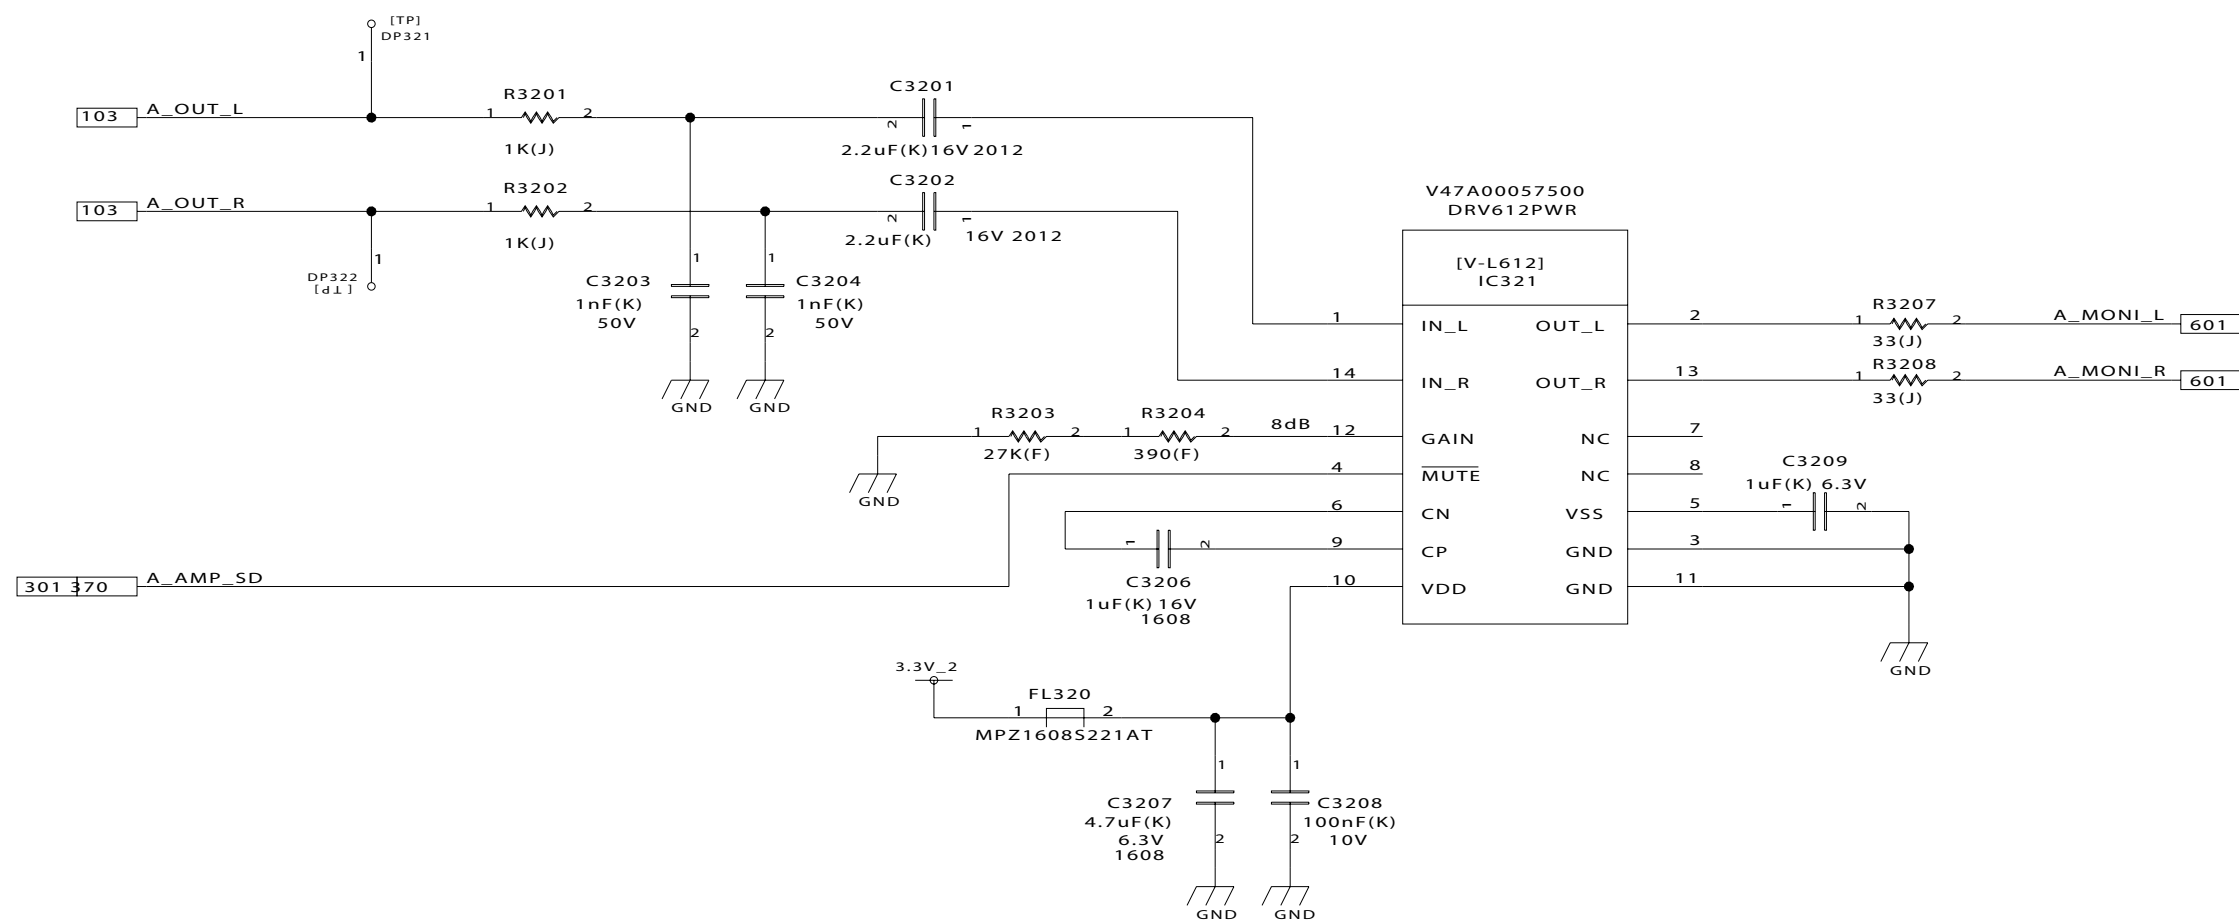 [TP]
DP321
1
103 A_OUT_L
1 R3201 2
1K(J)
C3201
2 1
2.2uF(K)16V 2012
103 A_OUT_R
1 R3202 2
1K(J)
C3202
2 1
2.2uF(K) 16V 2012
1
DP322
[TP]
1
C3203
1nF(K)
50V
2
GND
1
C3204
1nF(K)
50V
2
GND
V47A00057500
DRV612PWR
[V-L612]
IC321
1 IN_L OUT_L 2
14 IN_R OUT_R 13
12 GAIN NC 7
4 MUTE NC 8
6 CN VSS 5
9 CP GND 3
10 VDD GND 11
R3207
1 2
33(J)
A_MONI_L 601
R3208
1 2
33(J)
A_MONI_R 601
R3203
1 2
27K(F)
R3204
1 2
390(F)
8dB
GND
C3209
1uF(K) 6.3V
1 2
GND
1 2
C3206
1uF(K) 16V
1608
301 370 A_AMP_SD
3.3V_2
FL320
1 2
MPZ1608S221AT
1
C3207
4.7uF(K)
6.3V
1608
2
GND
1
C3208
100nF(K)
10V
2
GND